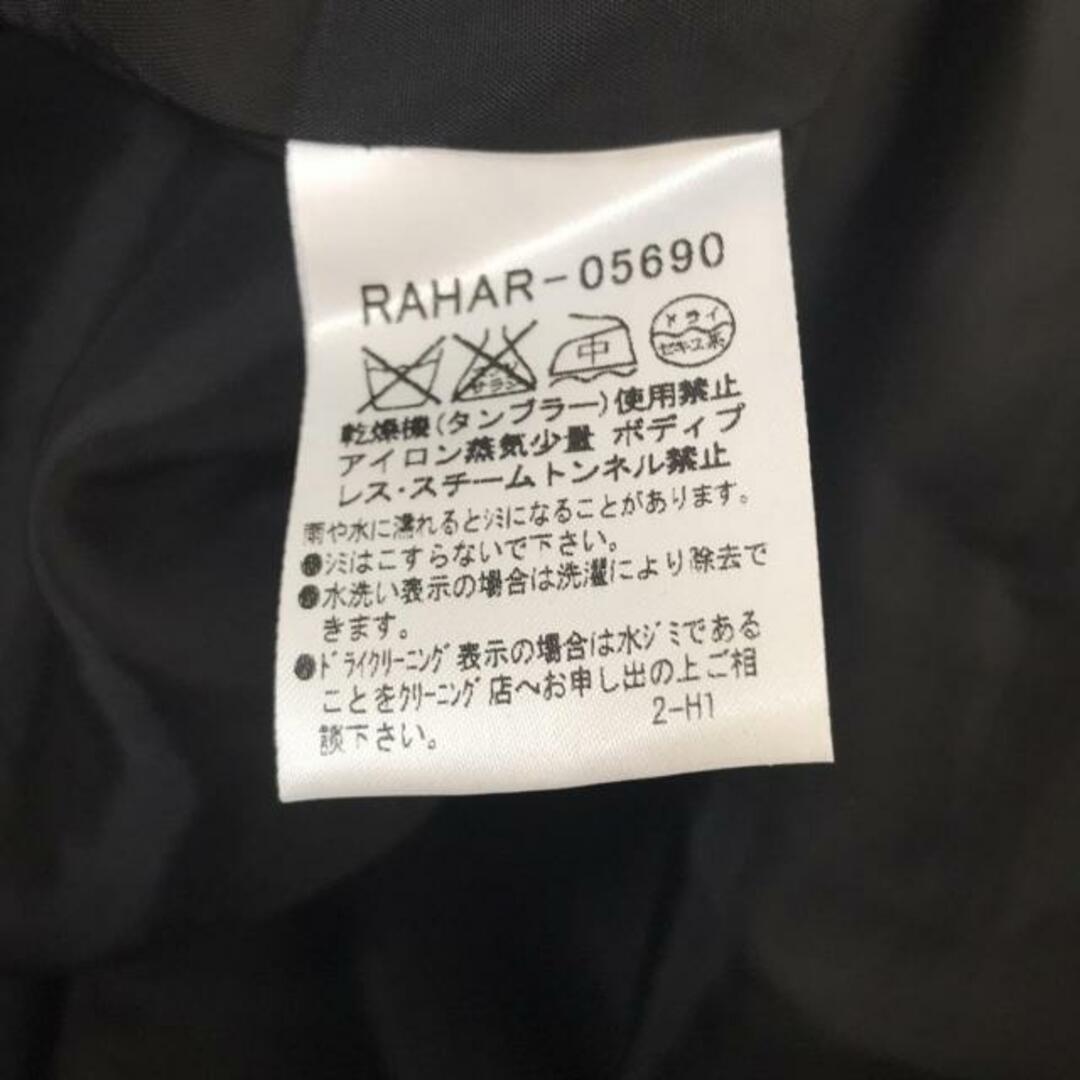 RAHAR-05690
中
ドライ
セキユ系
エンソ
サラシ
乾燥機(タンブラー)使用禁止
アイロン蒸気少量 ボディプ
レス・スチームトンネル禁止
雨や水に濡れるとシミになることがあります。
●シミはこすらないで下さい。
●水洗い表示の場合は洗濯により除去で
きます。
●ドライクリーニング表示の場合は水ジミである
ことをクリーニング店へお申し出の上ご相
談下さい。
2-H1